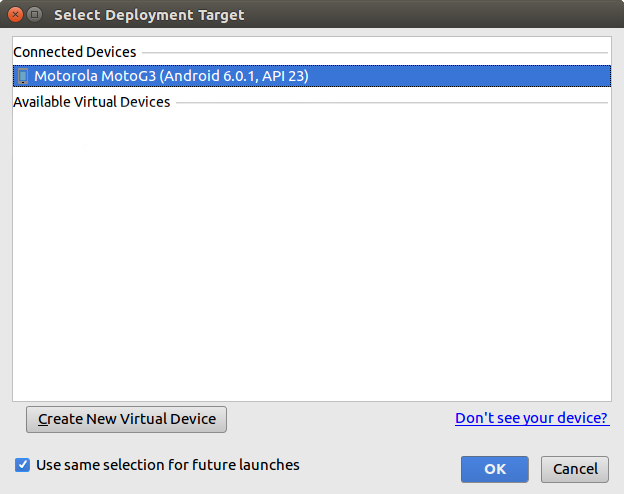 Select Deployment Target
Connected Devices
Motorola MotoG3 (Android 6.0.1, API 23)
Available Virtual Devices
Create New Virtual Device
Don't see your device?
Use same selection for future launches
OK
Cancel